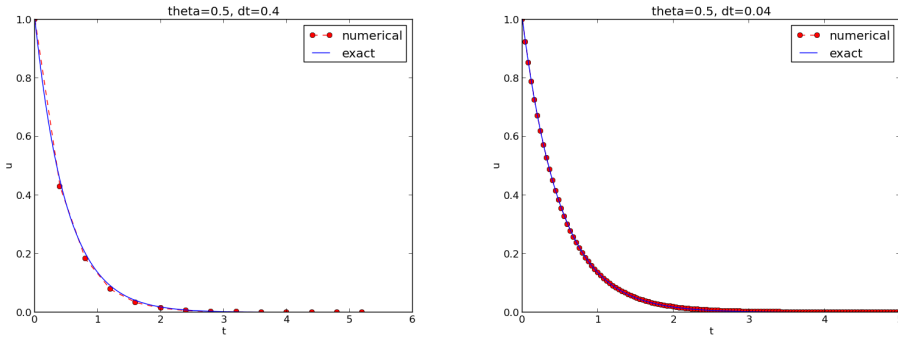 theta=0.5, dt=0.4
1.0
0.8
0.6
0.4
0.2
0.0
u
0 1 2 3 4 5 6
t
numerical
exact
theta=0.5, dt=0.04
1.0
0.8
0.6
0.4
0.2
0.0
u
0 1 2 3 4
t
numerical
exact